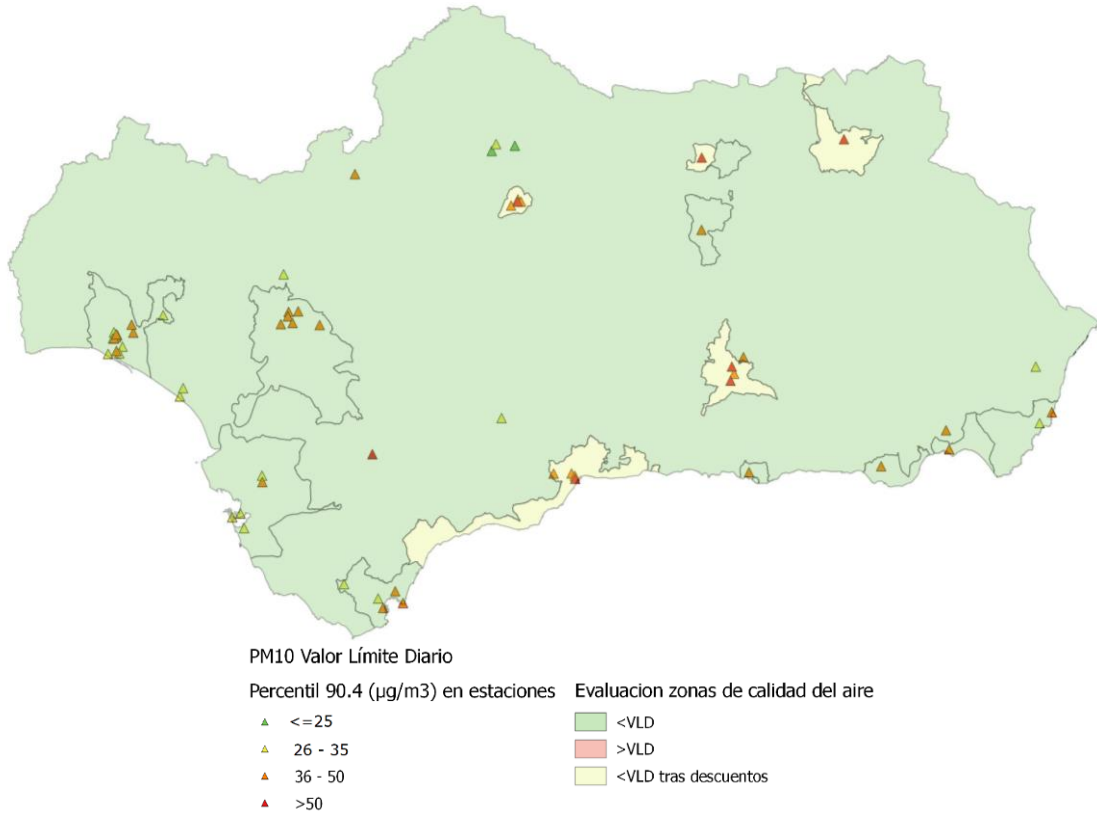 PM10 Valor Límite Diario
Percentil 90.4 (µg/m3) en estaciones
<=25
26 - 35
36 - 50
>50
Evaluacion zonas de calidad del aire
<VLD
>VLD
<VLD tras descuentos